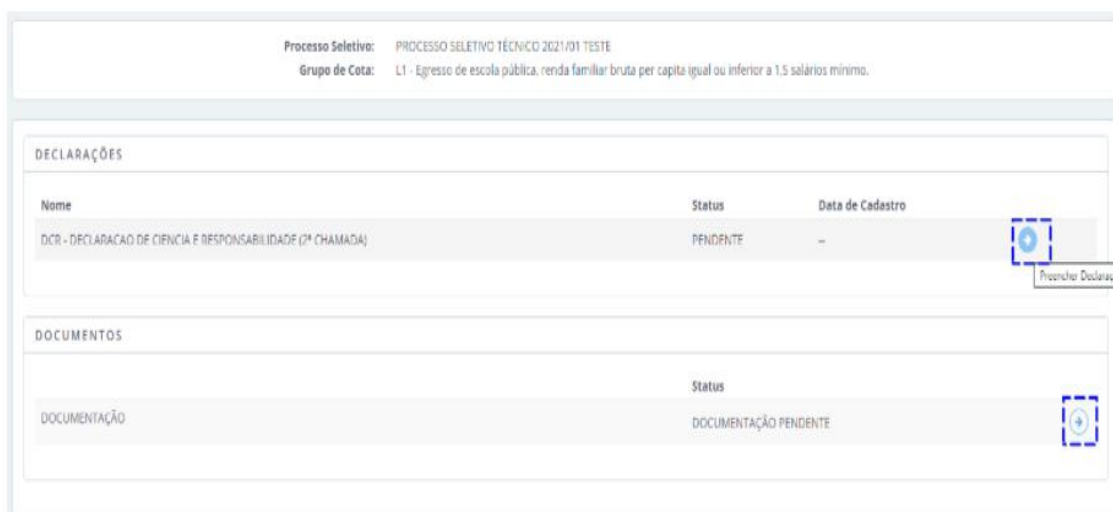 Processo Seletivo: PROCESSO SELETIVO TÉCNICO 2021/01 TESTE
Grupo de Cota: L1 - Egresso de escola pública, renda familiar bruta per capita igual ou inferior a 1,5 salários mínimo.
DECLARAÇÕES
Nome Status Data de Cadastro
DCR - DECLARACAO DE CIENCIA E RESPONSABILIDADE (2ª CHAMADA) PENDENTE --
Preencher Declaraç
DOCUMENTOS
Status
DOCUMENTAÇÃO DOCUMENTAÇÃO PENDENTE